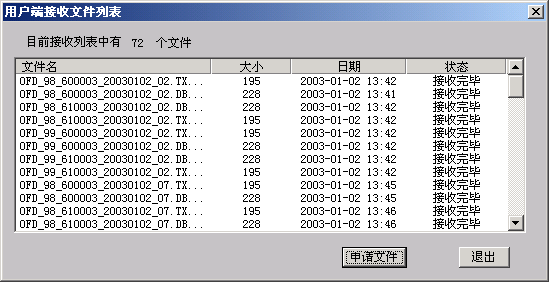 用户端接收文件列表
目前接收列表中有 72 个文件
文件名 大小 日期 状态
OFD_98_600003_20030102_02.TX... 195 2003-01-02 13:42 接收完毕
OFD_98_600003_20030102_02.DB... 228 2003-01-02 13:41 接收完毕
OFD_98_610003_20030102_02.DB... 228 2003-01-02 13:42 接收完毕
OFD_98_610003_20030102_02.TX... 195 2003-01-02 13:42 接收完毕
OFD_99_600003_20030102_02.TX... 195 2003-01-02 13:42 接收完毕
OFD_99_600003_20030102_02.DB... 228 2003-01-02 13:42 接收完毕
OFD_99_610003_20030102_02.DB... 228 2003-01-02 13:42 接收完毕
OFD_99_610003_20030102_02.TX... 195 2003-01-02 13:42 接收完毕
OFD_98_600003_20030102_07.TX... 195 2003-01-02 13:45 接收完毕
OFD_98_600003_20030102_07.DB... 228 2003-01-02 13:45 接收完毕
OFD_98_610003_20030102_07.TX... 195 2003-01-02 13:46 接收完毕
OFD_98_610003_20030102_07.DB... 228 2003-01-02 13:46 接收完毕
申请文件 退出